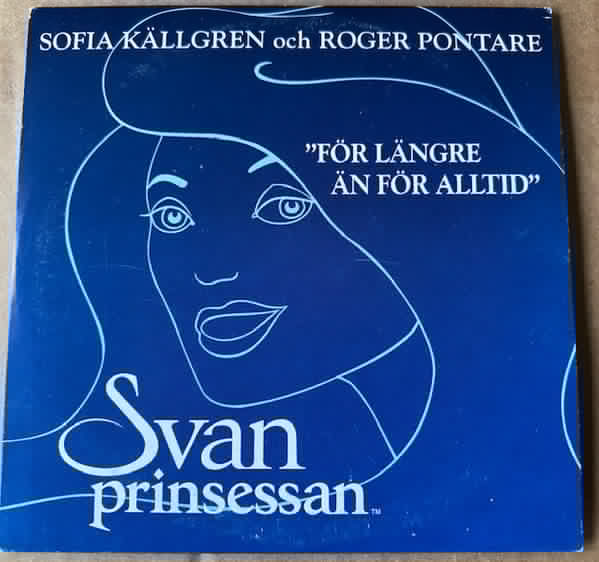 SOFIA KÄLLGREN och ROGER PONTARE
”FÖR LÄNGRE
ÄN FÖR ALLTID”
Svan
prinsessan™